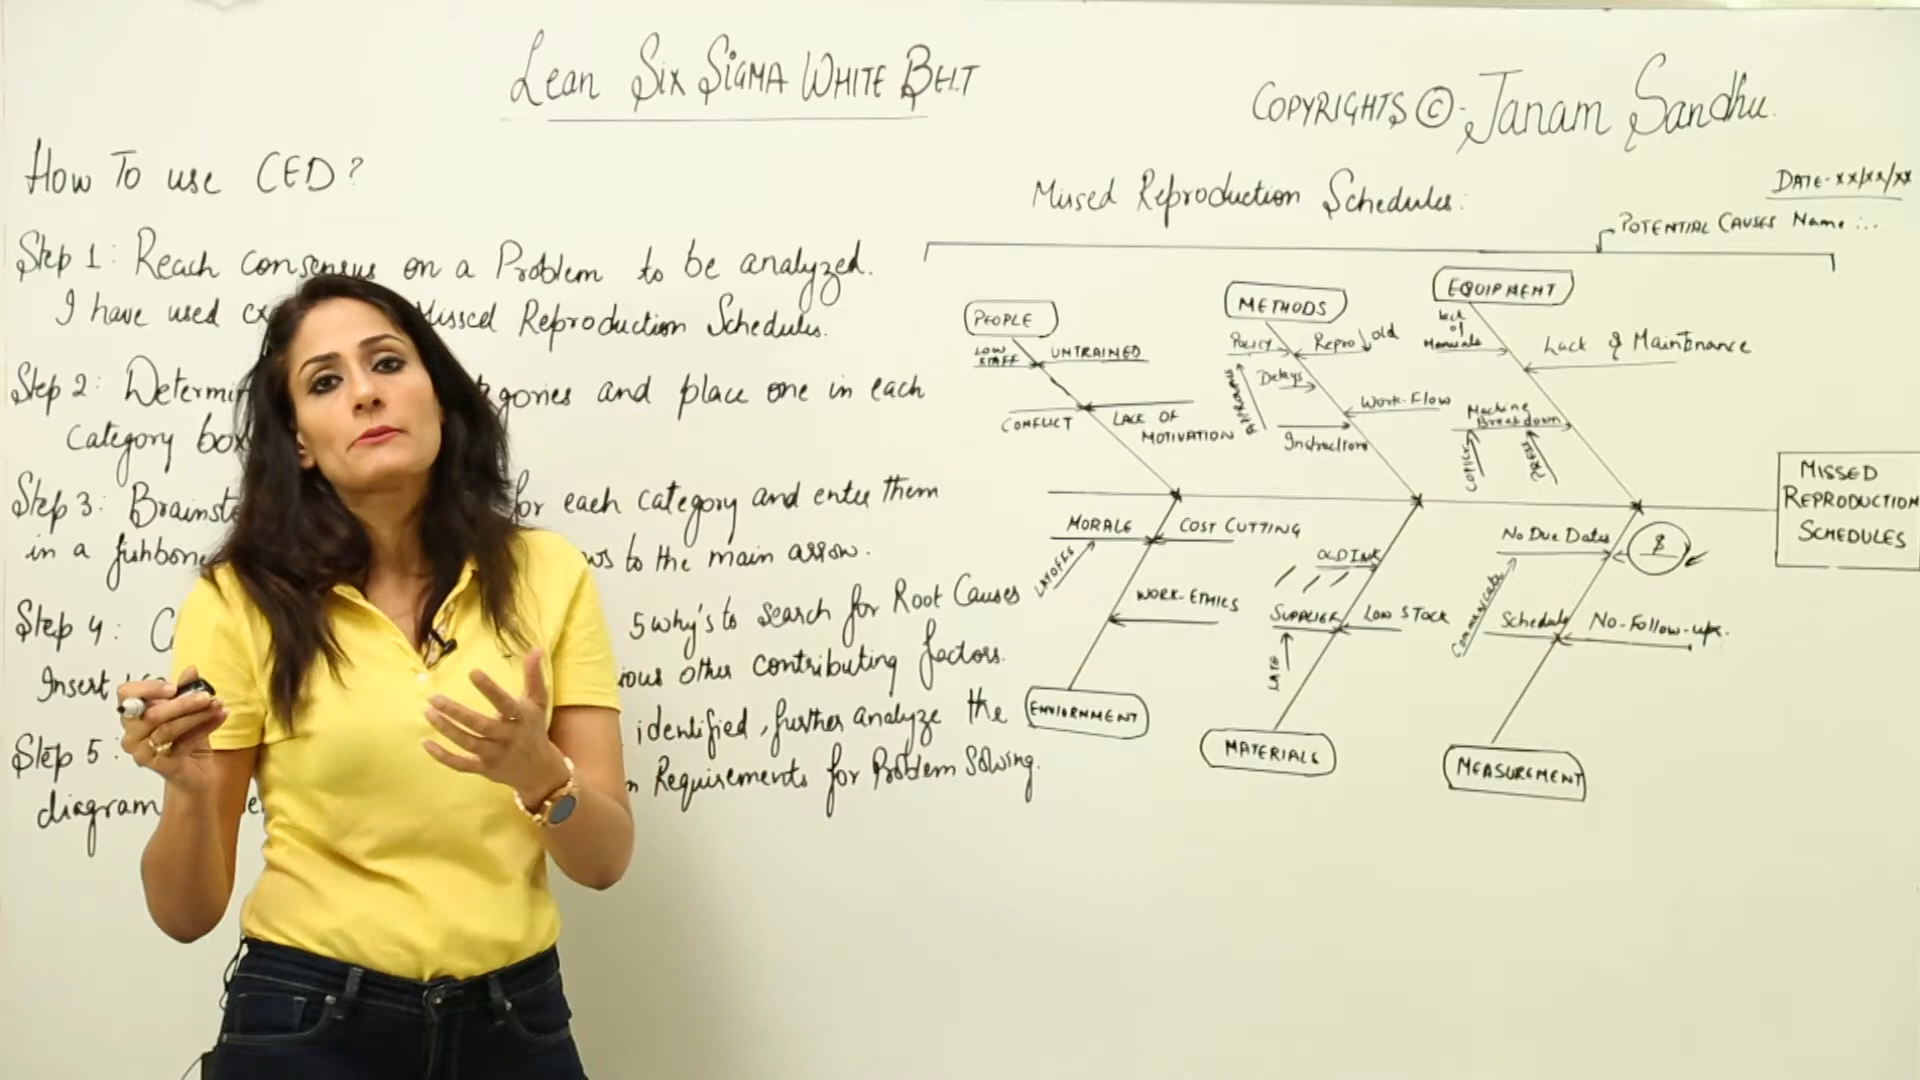 Lean Six Sigma White Belt
COPYRIGHTS ©- Janam Sandhu
How To use CED?
Step 1: Reach consensus on a Problem to be analyzed.
I have used Missed Reproduction Schedules.
Step 2: and place one in each
Category
Step 3: for each category and enter them
in a fishbone to the main arrow.
Step 4: 5 why's to search for Root Causes
Insert other contributing factors.
Step 5: identified, further analyze the
diagram Requirements for Problem Solving.
Missed Reproduction Schedules:
DATE-xx/xx/xx
POTENTIAL CAUSES Name:..
PEOPLE
LOW
STAFF
UNTRAINED
CONFLICT
LACK OF
MOTIVATION
METHODS
POLICY
Repro
old
Delays
APPROVALS
Work-Flow
Instructions
EQUIPMENT
lack
of
Manuals
Lack of Maintenance
Machine
Breakdown
COPIER
PRESS
MISSED
REPRODUCTION
SCHEDULES
MORALE
COST CUTTING
LAYOFFS
WORK-ETHICS
ENVIORNMENT
OLD INK
SUPPLIER
LOW STOCK
LATE
MATERIALS
No Due Dates
$
Schedule
No-Follow-ups.
MEASUREMENT